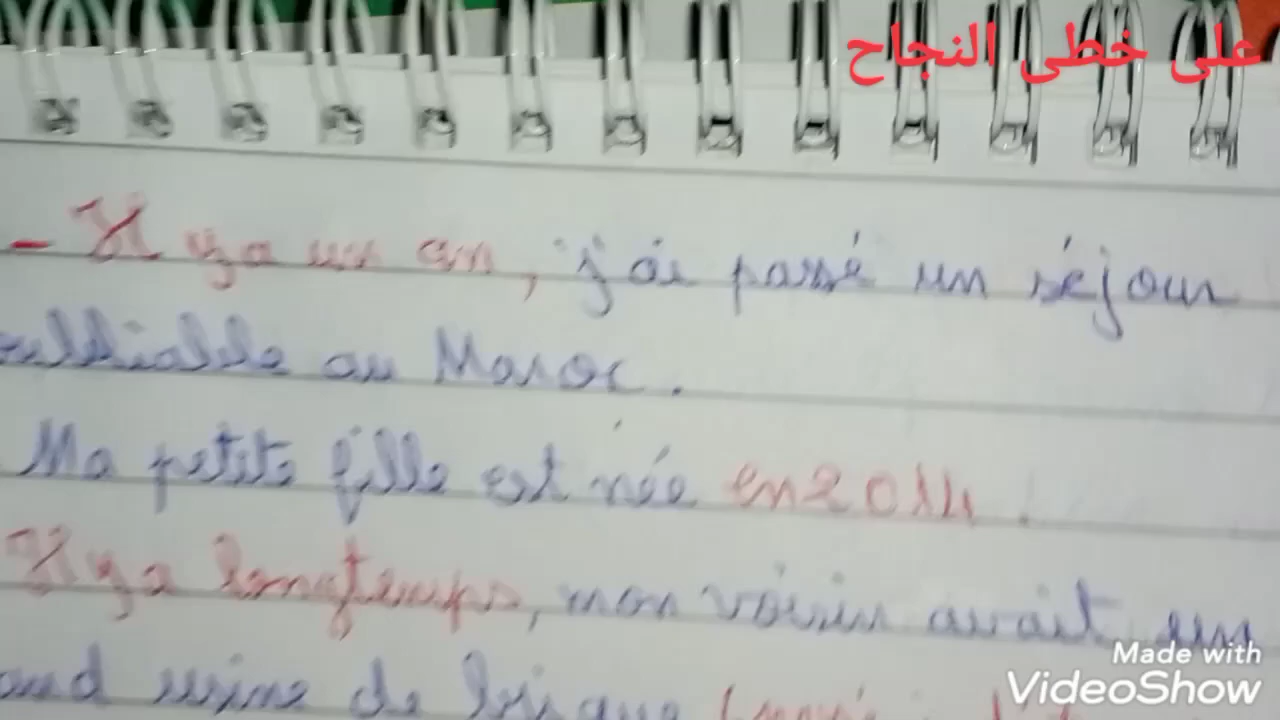 على خطى النجاح
- Il y a un an, j'ai passé un séjour
au Maroc.
Ma petite fille est née en 2014.
Il y a longtemps, mon voisin avait un
usine de
Made with
VideoShow